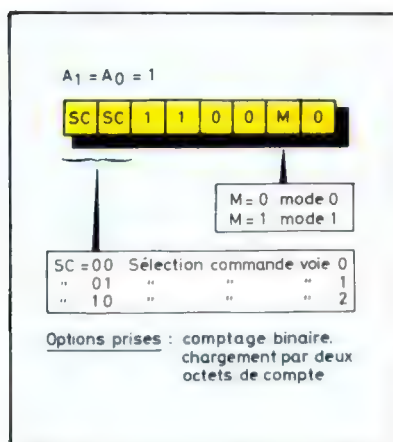 A1 = A0 = 1
SC SC 1 1 0 0 M 0
M = 0 mode 0
M = 1 mode 1
SC = 00 Sélection commande voie 0
" 01 " " " 1
" 10 " " " 2
Options prises : comptage binaire.
chargement par deux
octets de compte